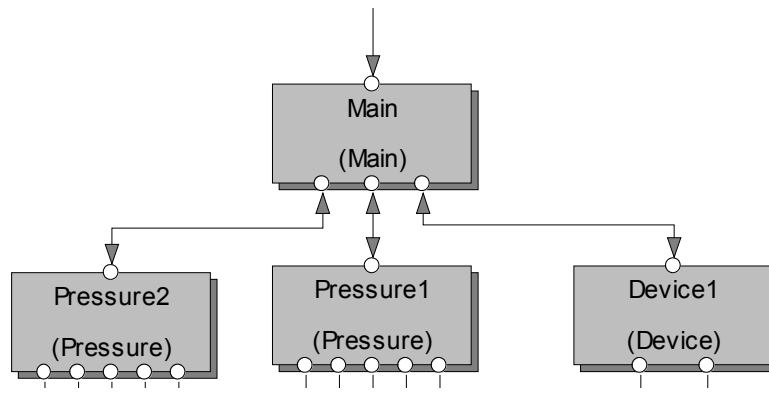 Main
(Main)
Pressure2
(Pressure)
Pressure1
(Pressure)
Device1
(Device)